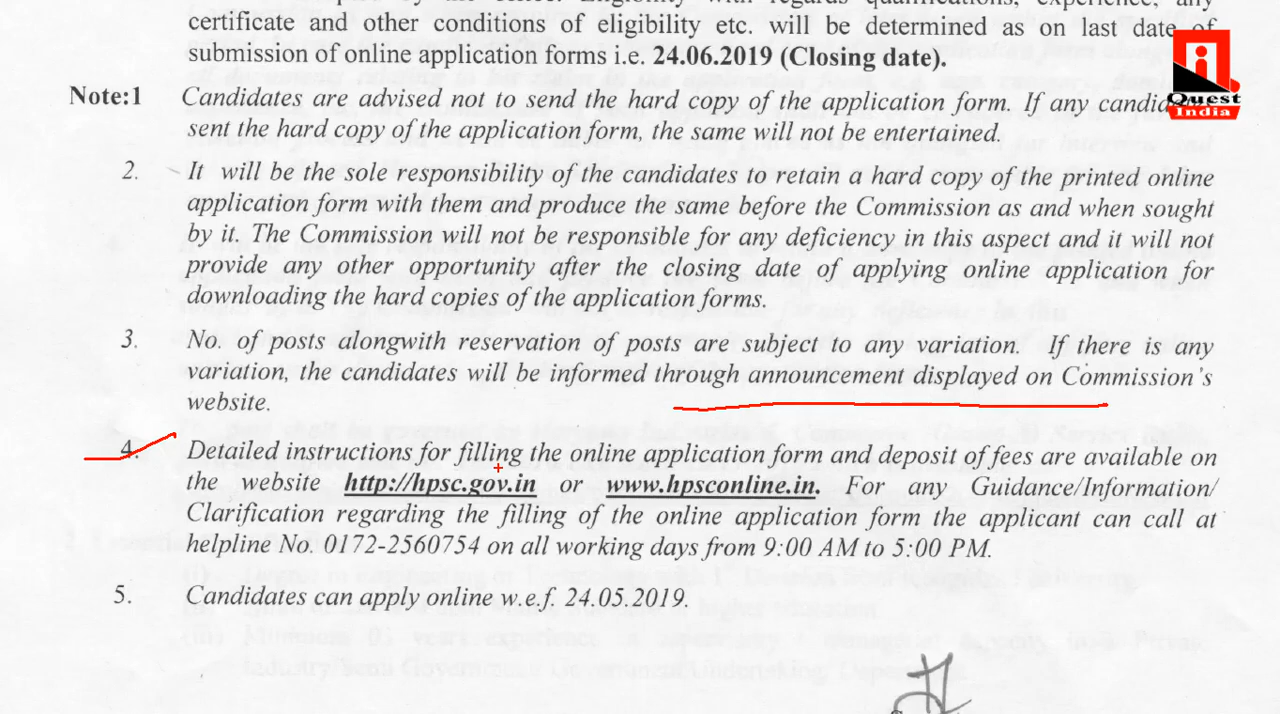 certificate and other conditions of eligibility etc. will be determined as on last date of
submission of online application forms i.e. 24.06.2019 (Closing date).
Note:1 Candidates are advised not to send the hard copy of the application form. If any
sent the hard copy of the application form, the same will not be entertained.
2. It will be the sole responsibility of the candidates to retain a hard copy of the printed online
application form with them and produce the same before the Commission as and when sought
by it. The Commission will not be responsible for any deficiency in this aspect and it will not
provide any other opportunity after the closing date of applying online application for
downloading the hard copies of the application forms.
3. No. of posts alongwith reservation of posts are subject to any variation. If there is any
variation, the candidates will be informed through announcement displayed on Commission's
website.
4. Detailed instructions for filling the online application form and deposit of fees are available on
the website http://hpsc.gov.in or www.hpsconline.in. For any Guidance/Information/
Clarification regarding the filling of the online application form the applicant can call at
helpline No. 0172-2560754 on all working days from 9:00 AM to 5:00 PM.
5. Candidates can apply online w.e.f. 24.05.2019.
i
Quest
India